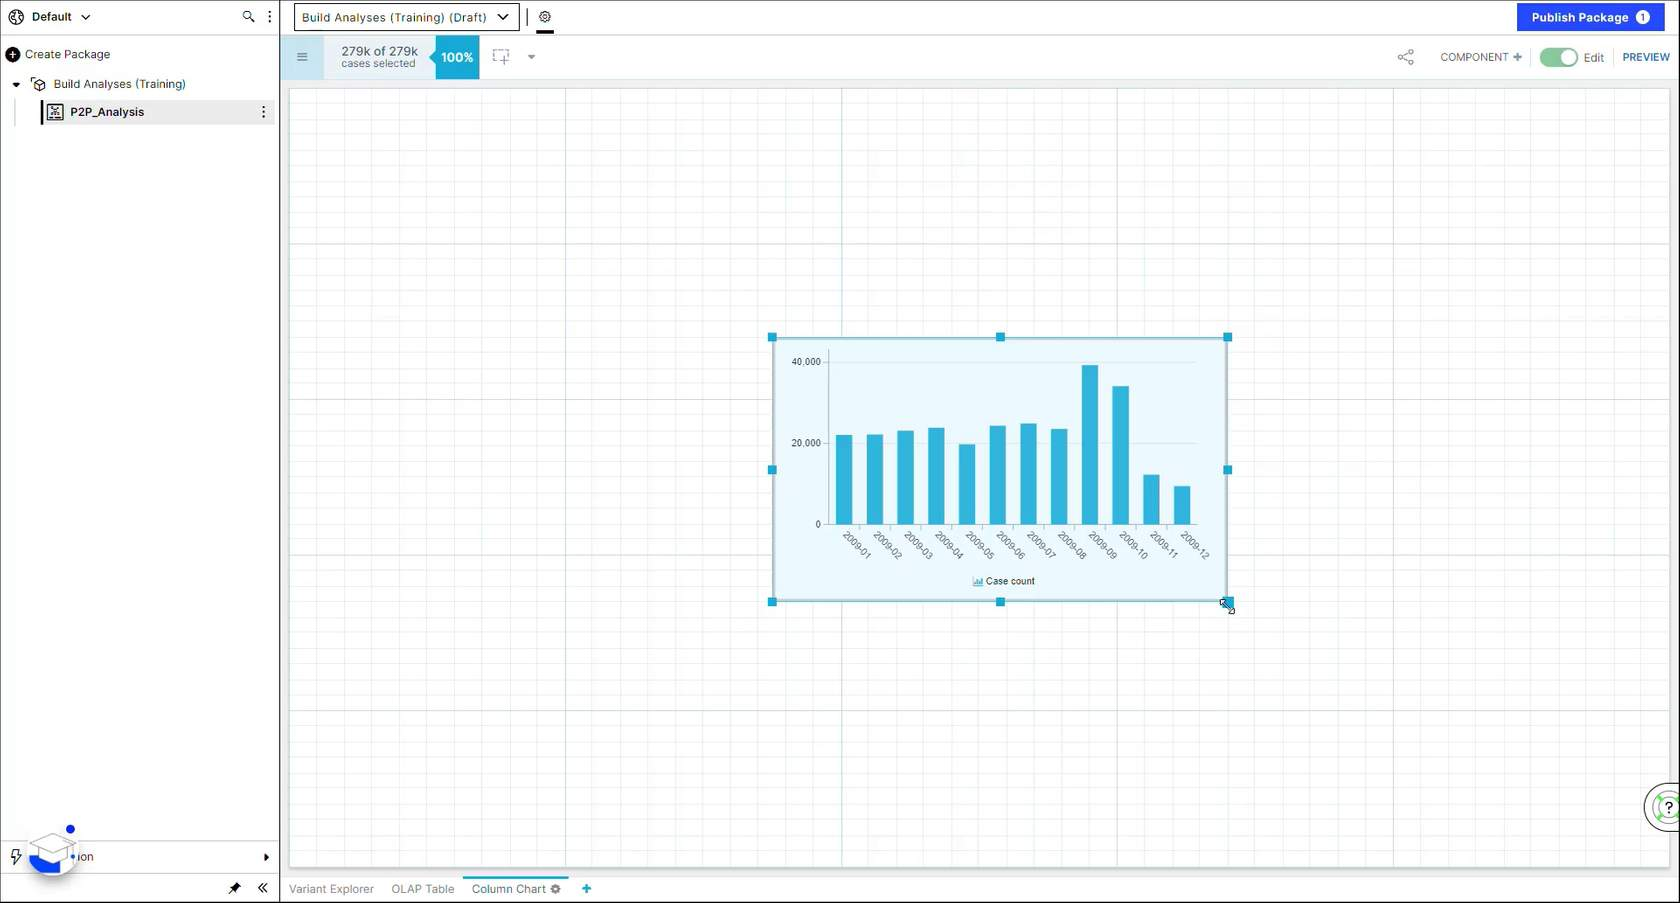 Default
Build Analyses (Training) (Draft)
Publish Package 1
Create Package
279k of 279k
cases selected
100%
COMPONENT +
Edit
PREVIEW
Build Analyses (Training)
P2P_Analysis
40,000
20,000
0
2009-01
2009-02
2009-03
2009-04
2009-05
2009-06
2009-07
2009-08
2009-09
2009-10
2009-11
2009-12
Case count
?
ion
Variant Explorer
OLAP Table
Column Chart